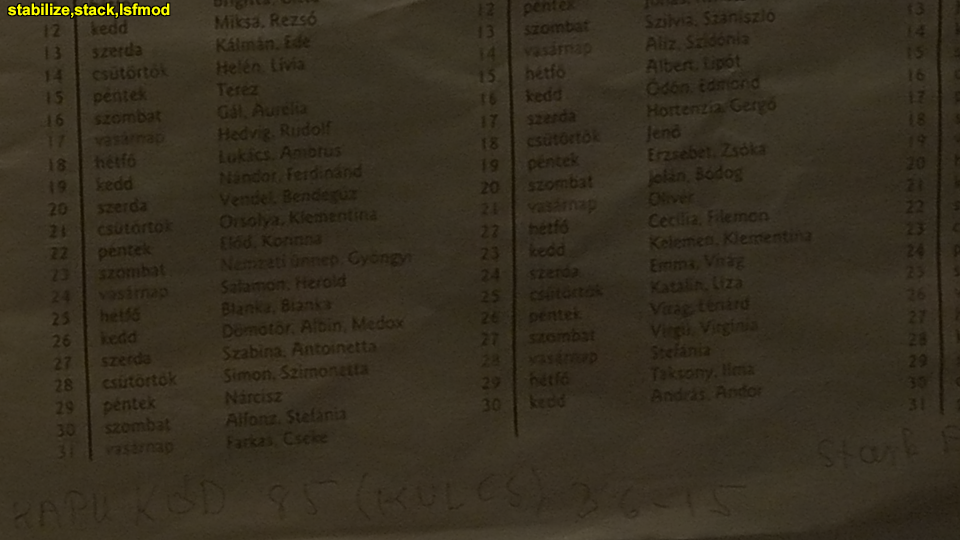 stabilize,stack,lsfmod
12 kedd Miksa, Rezső
13 szerda Kálmán, Ede
14 csütörtök Helén, Lívia
15 péntek Teréz
16 szombat Gál, Aurélia
17 vasárnap Hedvig, Rudolf
18 hétfő Lukács, Ambrus
19 kedd Nándor, Ferdinánd
20 szerda Vendel, Bendegúz
21 csütörtök Orsolya, Klementina
22 péntek Előd, Korinna
23 szombat Nemzeti ünnep, Gyöngyi
24 vasárnap Salamon, Herold
25 hétfő Blanka, Bianka
26 kedd Dömötör, Albin, Medox
27 szerda Szabina, Antoinetta
28 csütörtök Simon, Szimonetta
29 péntek Nárcisz
30 szombat Alfonz, Stefánia
31 vasárnap Farkas, Cseke
12 péntek
13 szombat Szilvia, Szaniszló
14 vasárnap Aliz, Szidónia
15 hétfő Albert, Lipót
16 kedd Ödön, Edmond
17 szerda Hortenzia, Gergő
18 csütörtök Jenő
19 péntek Erzsébet, Zsóka
20 szombat Jolán, Bódog
21 vasárnap Olivér
22 hétfő Cecília, Filemon
23 kedd Kelemen, Klementina
24 szerda Emma, Virág
25 csütörtök Katalin, Liza
26 péntek Virág, Lénárd
27 szombat Virgil, Virgínia
28 vasárnap Stefánia
29 hétfő Taksony, Ilma
30 kedd András, Andor
13
14
15
16
17
18
19
20
21
22
23
24
25
26
27
28
29
30
31
Stark
KAPU KÓD 85 (KULCS) 36-15